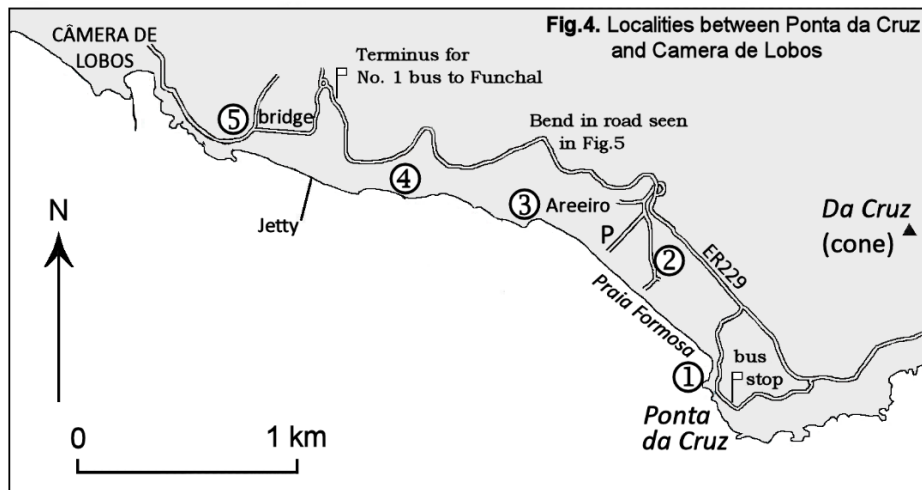 Fig.4. Localities between Ponta da Cruz
and Camera de Lobos
CÂMERA DE
LOBOS
Terminus for
No. 1 bus to Funchal
5
bridge
Bend in road seen
in Fig.5
4
Jetty
3
Areeiro
P
2
ER229
Da Cruz
(cone)
N
Praia Formosa
1
bus
stop
Ponta
da Cruz
0
1 km